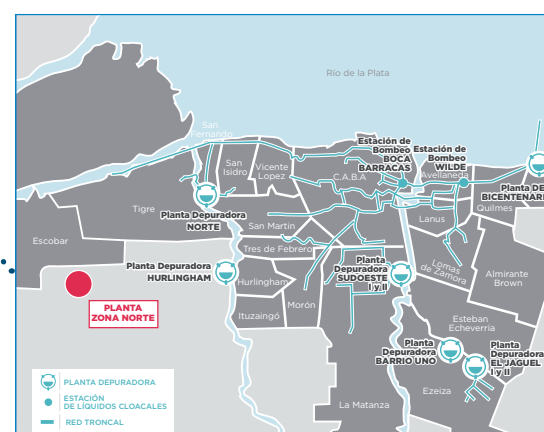 Río de la Plata
San
Fernando
San
Isidro
Vicente
Lopez
Estación de
Bombeo
BOCA
BARRACAS
Estación de
Bombeo
WILDE
C.A.B.A
Avellaneda
Planta DE
BICENTENARI
Quilmes
Tigre
Planta Depuradora
NORTE
San Martin
Lanus
Escobar
Tres de Febrero
Planta Depuradora
HURLINGHAM
Hurlingham
Planta
Depuradora
SUDOESTE
I y II
Lomas
de Zamora
Almirante
Brown
Morón
Ituzaingó
PLANTA
ZONA NORTE
Esteban
Echeverria
Planta
Depuradora
BARRIO UNO
Planta
Depuradora
EL JAGUEL
I y II
Ezeiza
La Matanza
PLANTA DEPURADORA
ESTACIÓN
DE LÍQUIDOS CLOACALES
RED TRONCAL